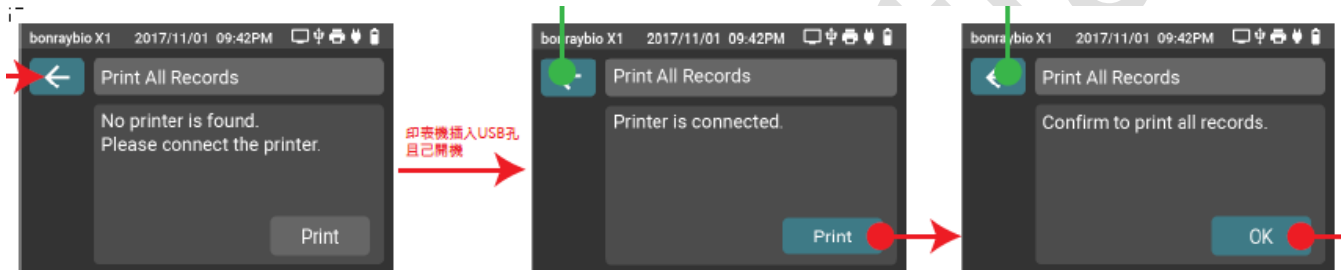 bonraybio X1 2017/11/01 09:42PM
Print All Records
No printer is found.
Please connect the printer.
Print
印表機插入USB孔
且已開機
bonraybio X1 2017/11/01 09:42PM
Print All Records
Printer is connected.
Print
bonraybio X1 2017/11/01 09:42PM
Print All Records
Confirm to print all records.
OK